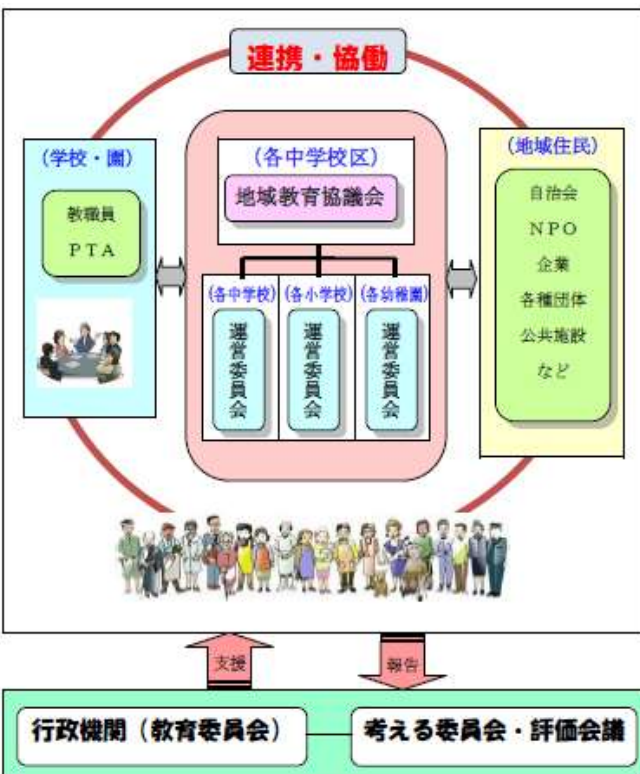 連携・協働
(学校・園)
教職員
PTA
(各中学校区)
地域教育協議会
(各中学校)
運営委員会
(各小学校)
運営委員会
(各幼稚園)
運営委員会
(地域住民)
自治会
NPO
企業
各種団体
公共施設
など
支援
報告
行政機関(教育委員会)
考える委員会・評価会議